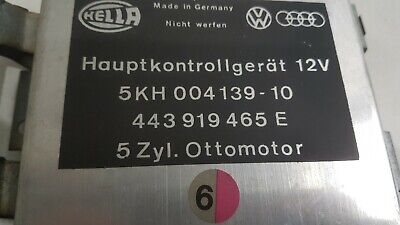 HELLA
Made in Germany
Nicht werfen
Hauptkontrollgerät 12V
5KH 004139-10
443 919 465 E
5 Zyl. Ottomotor
6